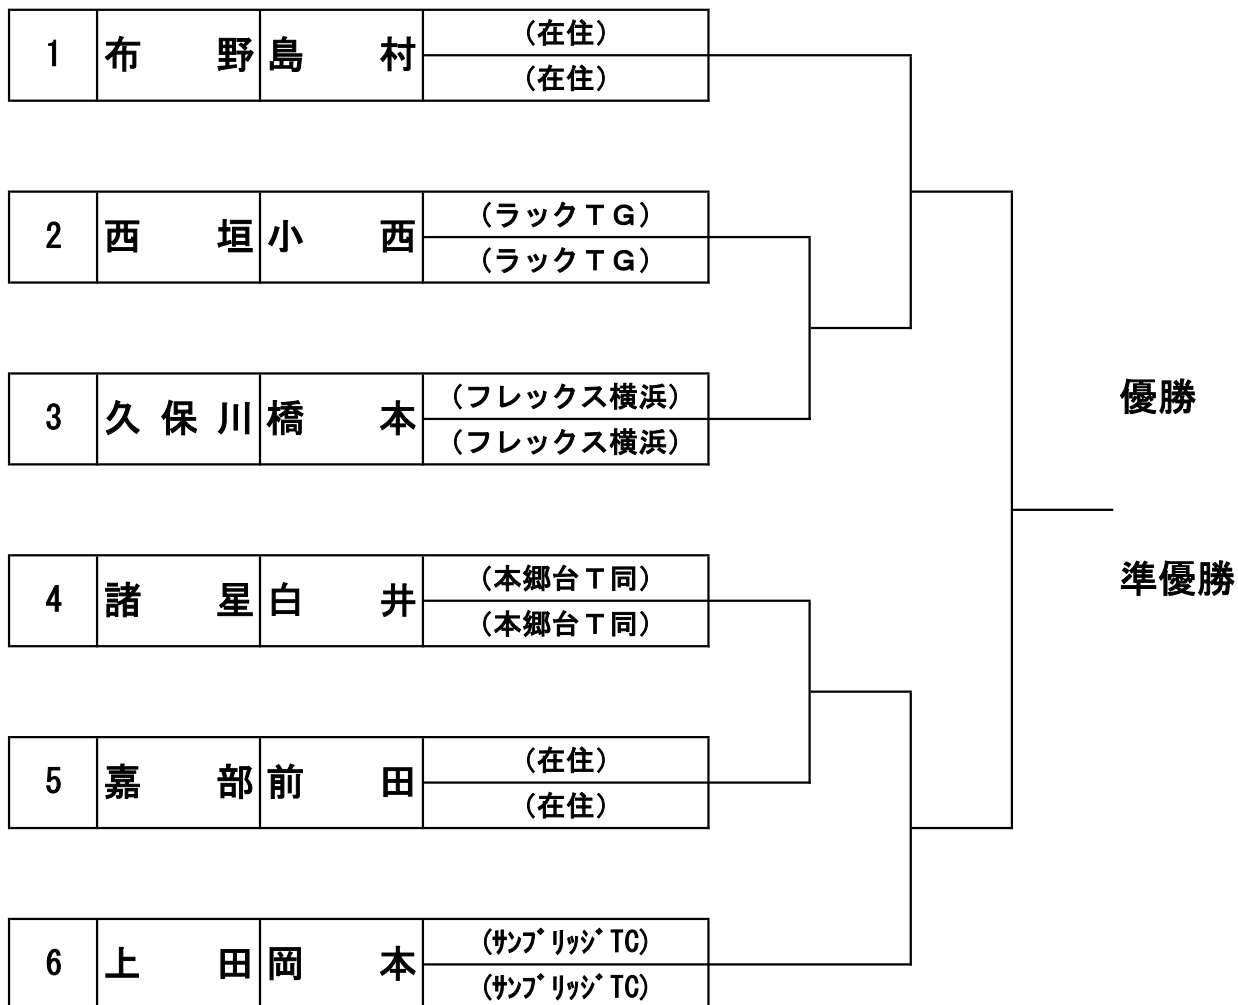 1 布野 島村 (在住)
(在住)
2 西垣 小西 (ラックＴＧ)
(ラックＴＧ)
3 久保川 橋本 (フレックス横浜)
(フレックス横浜)
優勝
4 諸星 白井 (本郷台Ｔ同)
(本郷台Ｔ同)
準優勝
5 嘉部 前田 (在住)
(在住)
6 上田 岡本 (ｻﾝﾌﾞﾘｯｼﾞTC)
(ｻﾝﾌﾞﾘｯｼﾞTC)